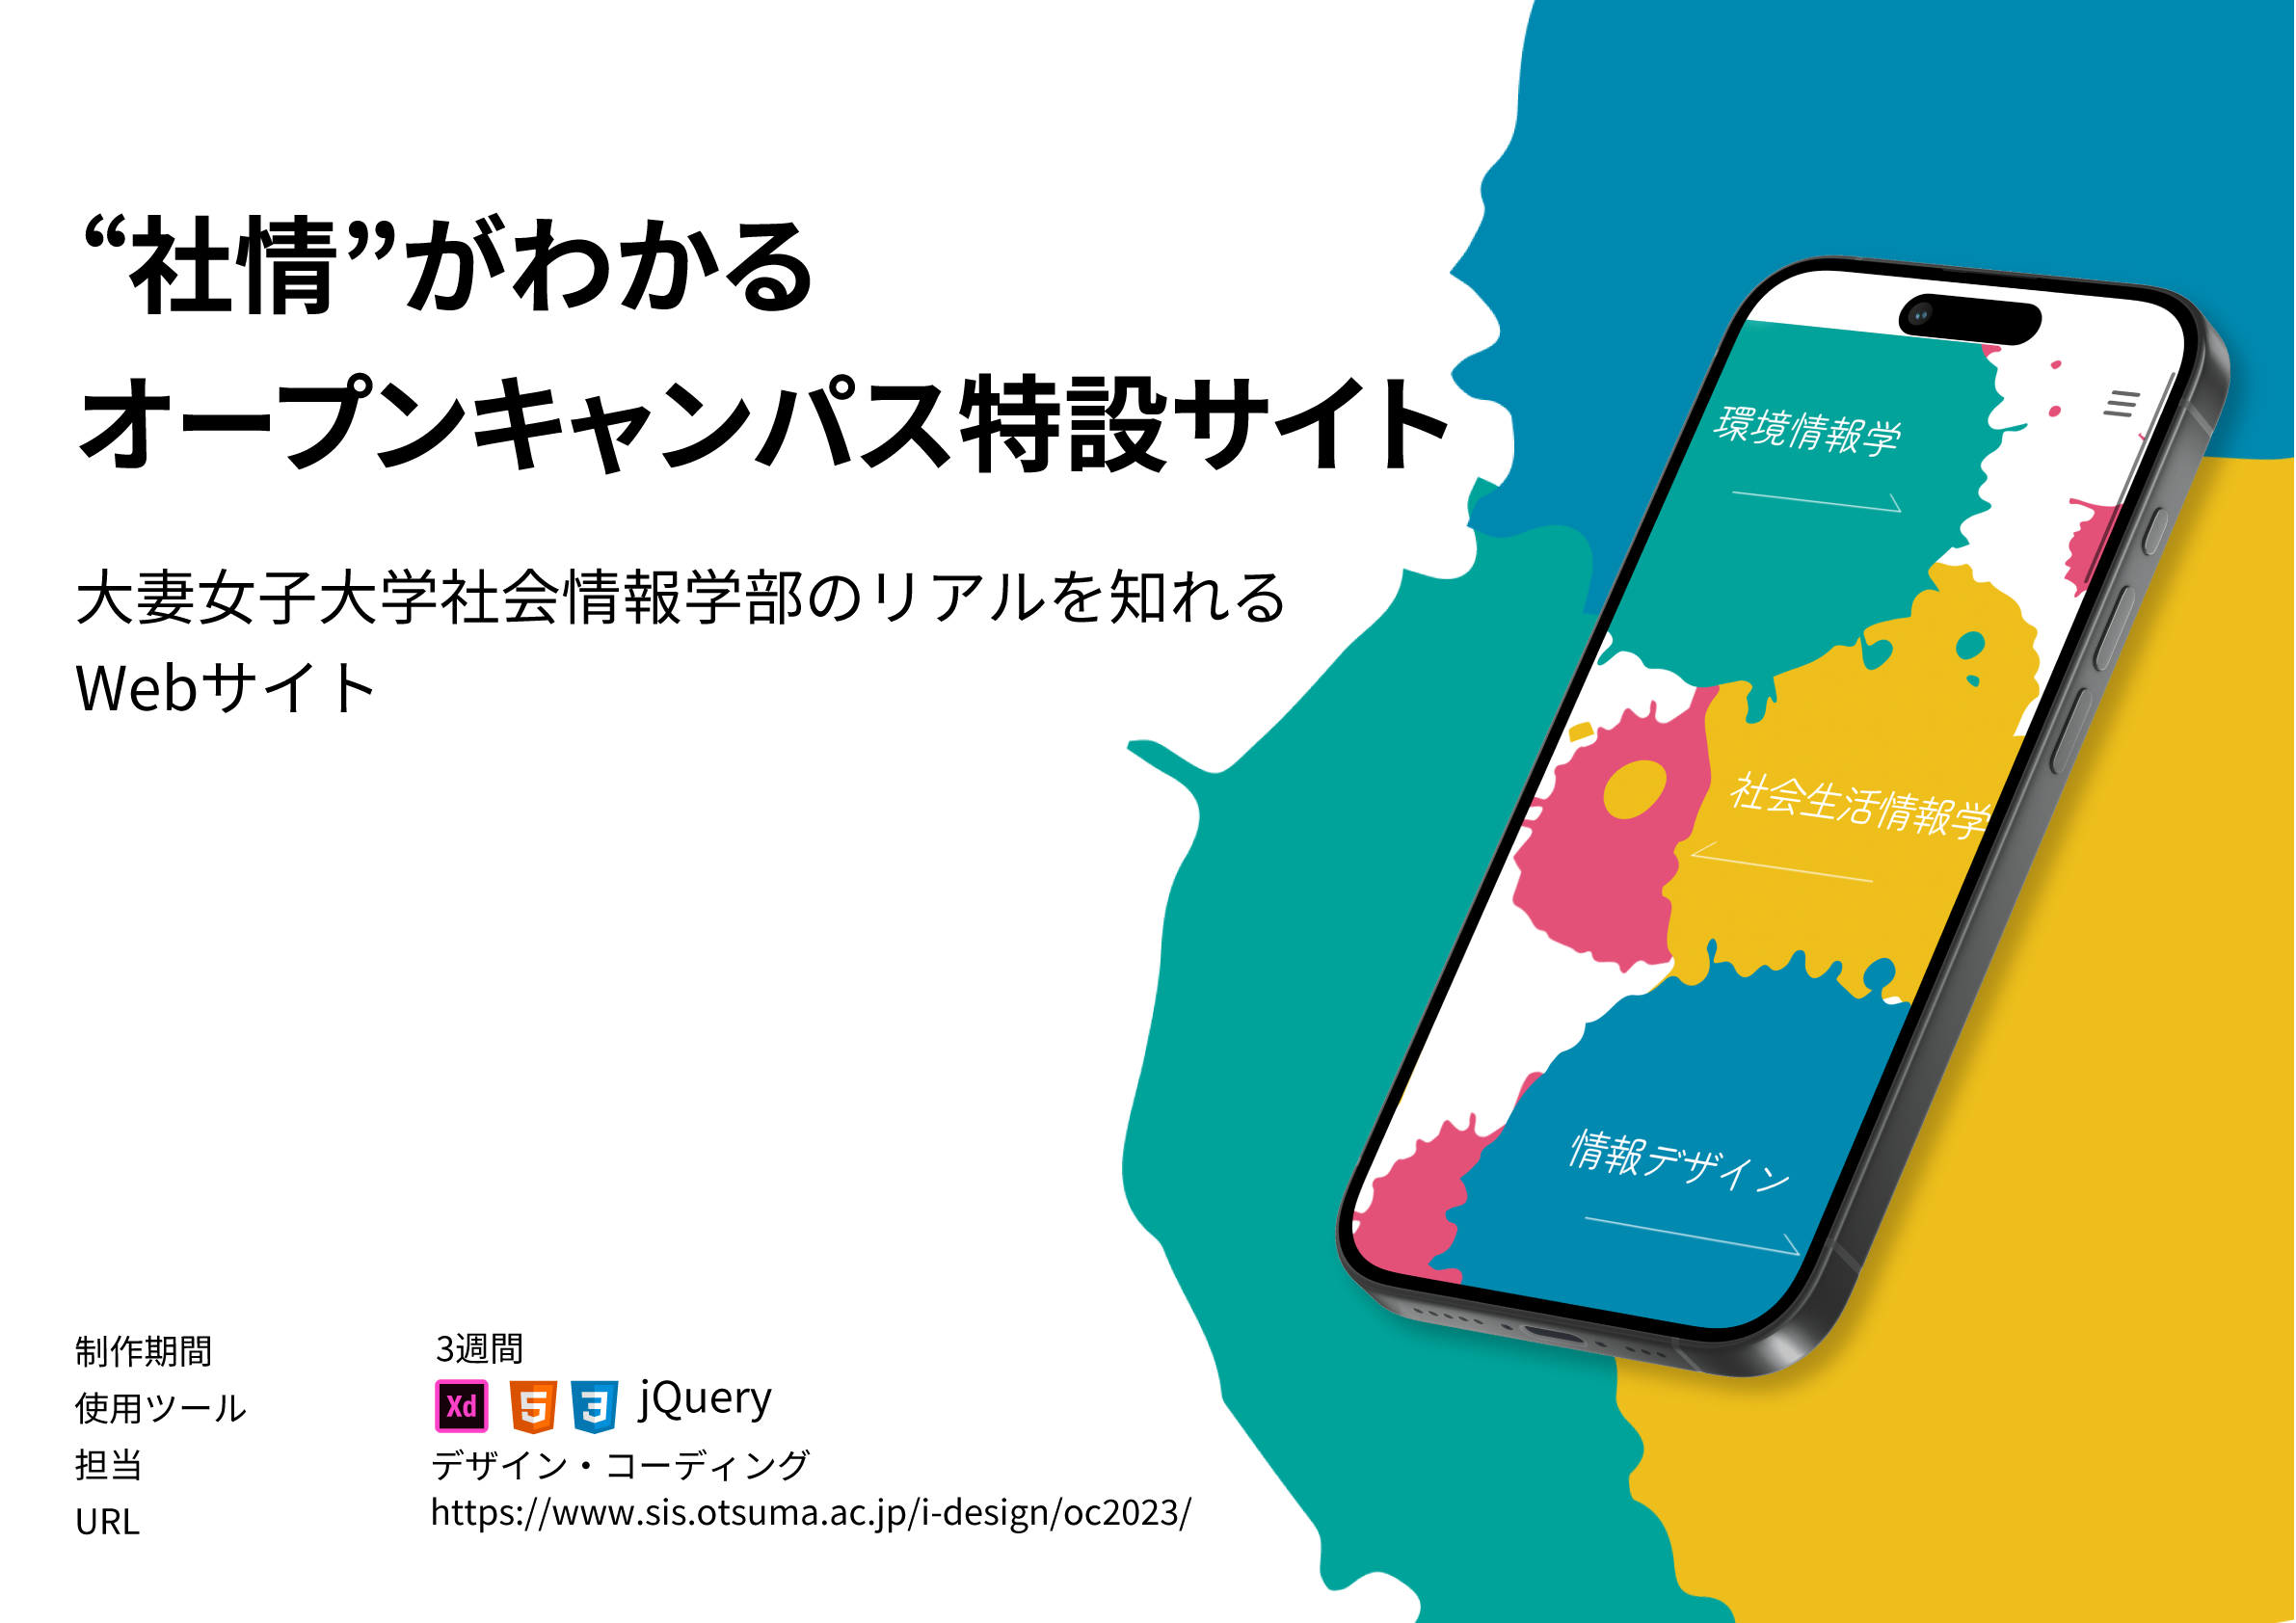 “社情”がわかる
オープンキャンパス特設サイト
大妻女子大学社会情報学部のリアルを知れる
Webサイト
環境情報学
社会生活情報学
情報デザイン
制作期間 3週間
使用ツール Xd 5 3 jQuery
担当 デザイン・コーディング
URL https://www.sis.otsuma.ac.jp/i-design/oc2023/